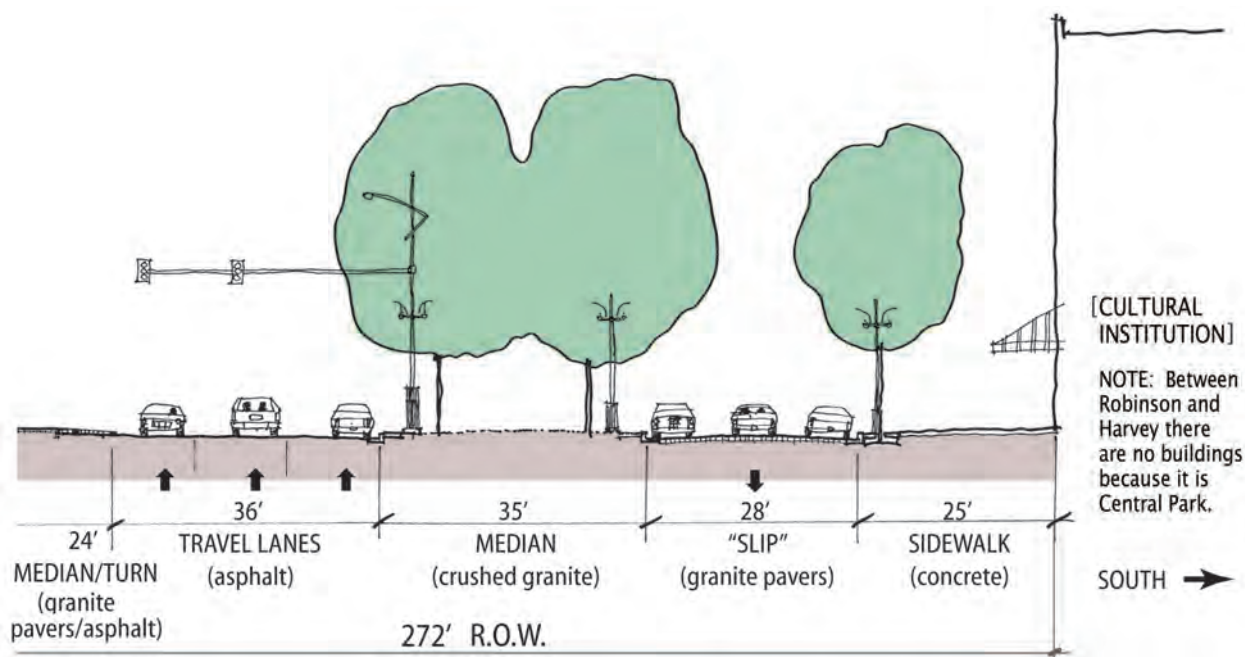 [CULTURAL
INSTITUTION]
NOTE: Between
Robinson and
Harvey there
are no buildings
because it is
Central Park.
24'
MEDIAN/TURN
(granite
pavers/asphalt)
36'
TRAVEL LANES
(asphalt)
35'
MEDIAN
(crushed granite)
28'
"SLIP"
(granite pavers)
25'
SIDEWALK
(concrete)
SOUTH
272' R.O.W.